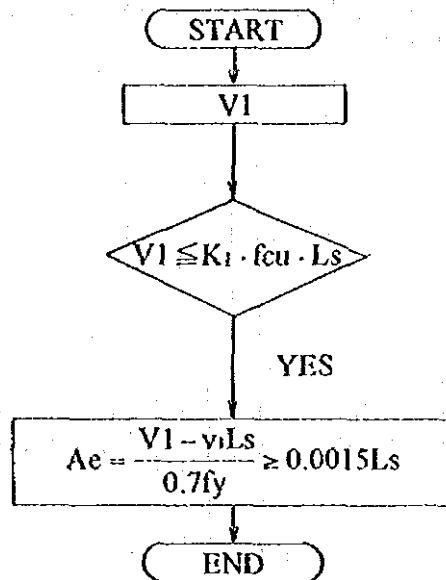 START
V1
V1 ≦ K₁ · fcu · Ls
YES
Ae = (V1 - v₁Ls) / 0.7fy ≥ 0.0015Ls
END